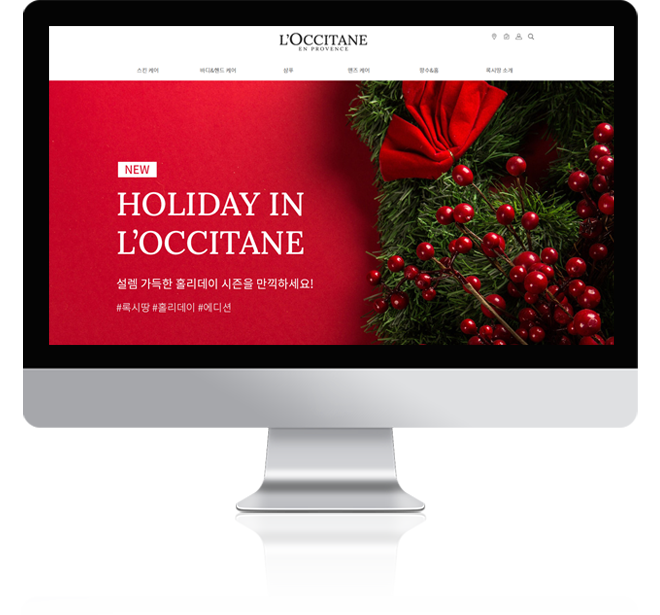 L'OCCITANE
EN PROVENCE
스킨 케어 바디&핸드 케어 샴푸 맨즈 케어 향수&홈 록시땅 소개
NEW
HOLIDAY IN
L'OCCITANE
설렘 가득한 홀리데이 시즌을 만끽하세요!
#록시땅 #홀리데이 #에디션